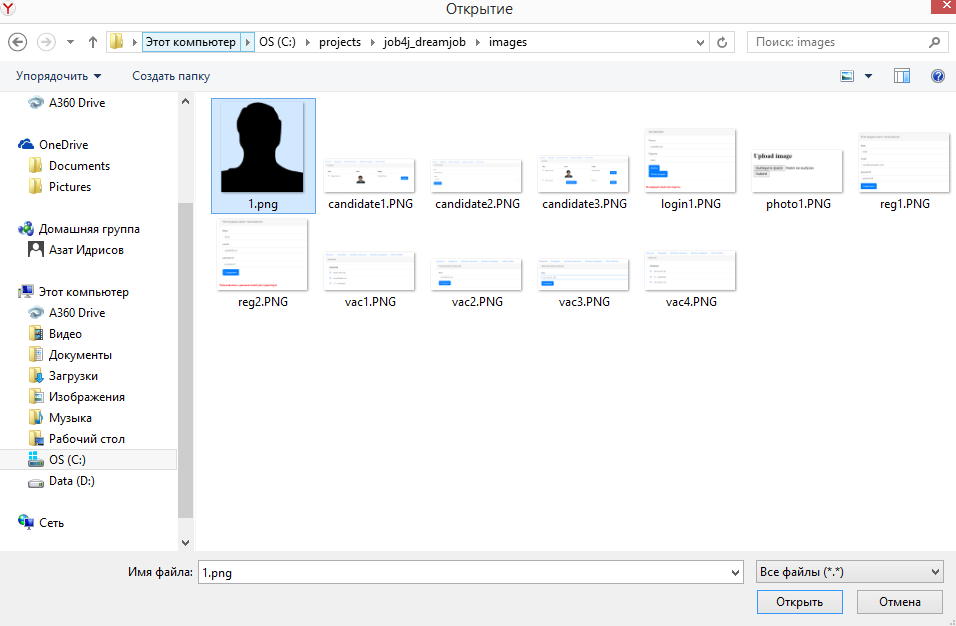 Открытие
Этот компьютер OS (C:) projects job4j_dreamjob images
Поиск: images
Упорядочить Создать папку
A360 Drive
OneDrive
Documents
Pictures
Домашняя группа
Азат Идрисов
Этот компьютер
A360 Drive
Видео
Документы
Загрузки
Изображения
Музыка
Рабочий стол
OS (C:)
Data (D:)
Сеть
Upload image
1.png candidate1.PNG candidate2.PNG candidate3.PNG login1.PNG photo1.PNG reg1.PNG
reg2.PNG vac1.PNG vac2.PNG vac3.PNG vac4.PNG
Имя файла: 1.png Все файлы (*.*)
Открыть Отмена